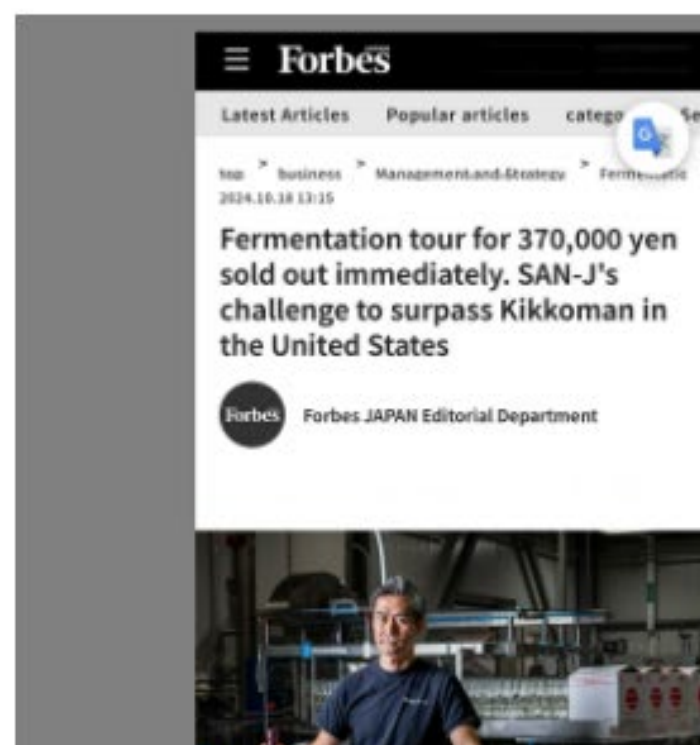 Forbes
JAPAN
Latest Articles Popular articles
top > business > Management and Strategy >
2024.10.18 13:15
Fermentation tour for 370,000 yen
sold out immediately. SAN-J's
challenge to surpass Kikkoman in
the United States
Forbes Forbes JAPAN Editorial Department